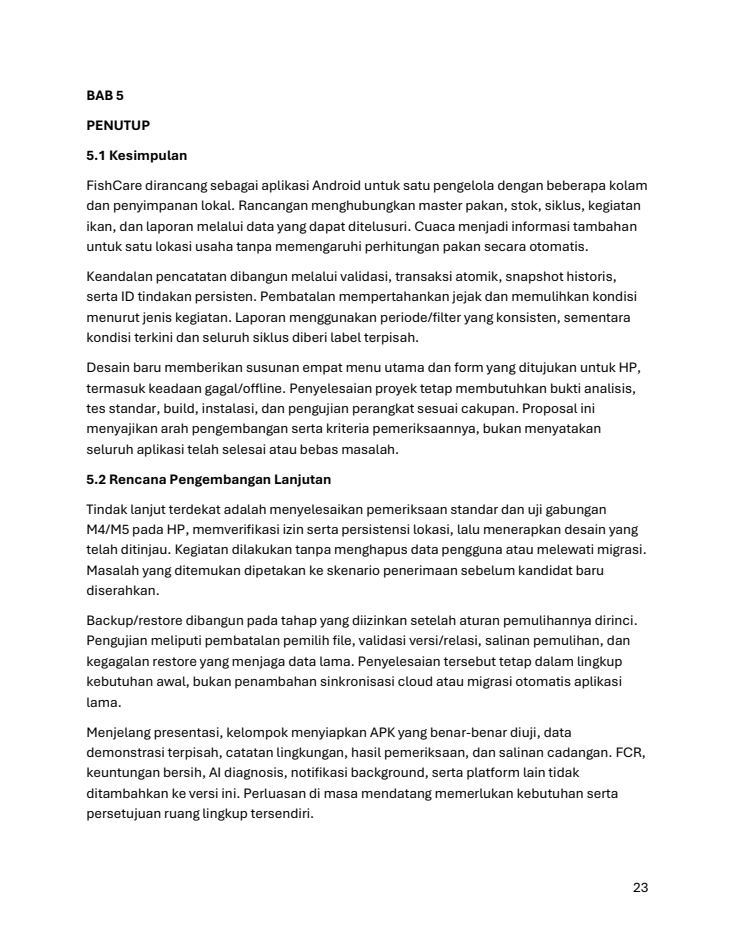 BAB 5
PENUTUP
5.1 Kesimpulan
FishCare dirancang sebagai aplikasi Android untuk satu pengelola dengan beberapa kolam
dan penyimpanan lokal. Rancangan menghubungkan master pakan, stok, siklus, kegiatan
ikan, dan laporan melalui data yang dapat ditelusuri. Cuaca menjadi informasi tambahan
untuk satu lokasi usaha tanpa memengaruhi perhitungan pakan secara otomatis.
Keandalan pencatatan dibangun melalui validasi, transaksi atomik, snapshot historis,
serta ID tindakan persisten. Pembatalan mempertahankan jejak dan memulihkan kondisi
menurut jenis kegiatan. Laporan menggunakan periode/filter yang konsisten, sementara
kondisi terkini dan seluruh siklus diberi label terpisah.
Desain baru memberikan susunan empat menu utama dan form yang ditujukan untuk HP,
termasuk keadaan gagal/offline. Penyelesaian proyek tetap membutuhkan bukti analisis,
tes standar, build, instalasi, dan pengujian perangkat sesuai cakupan. Proposal ini
menyajikan arah pengembangan serta kriteria pemeriksaannya, bukan menyatakan
seluruh aplikasi telah selesai atau bebas masalah.
5.2 Rencana Pengembangan Lanjutan
Tindak lanjut terdekat adalah menyelesaikan pemeriksaan standar dan uji gabungan
M4/M5 pada HP, memverifikasi izin serta persistensi lokasi, lalu menerapkan desain yang
telah ditinjau. Kegiatan dilakukan tanpa menghapus data pengguna atau melewati migrasi.
Masalah yang ditemukan dipetakan ke skenario penerimaan sebelum kandidat baru
diserahkan.
Backup/restore dibangun pada tahap yang diizinkan setelah aturan pemulihannya dirinci.
Pengujian meliputi pembatalan pemilih file, validasi versi/relasi, salinan pemulihan, dan
kegagalan restore yang menjaga data lama. Penyelesaian tersebut tetap dalam lingkup
kebutuhan awal, bukan penambahan sinkronisasi cloud atau migrasi otomatis aplikasi
lama.
Menjelang presentasi, kelompok menyiapkan APK yang benar-benar diuji, data
demonstrasi terpisah, catatan lingkungan, hasil pemeriksaan, dan salinan cadangan. FCR,
keuntungan bersih, AI diagnosis, notifikasi background, serta platform lain tidak
ditambahkan ke versi ini. Perluasan di masa mendatang memerlukan kebutuhan serta
persetujuan ruang lingkup tersendiri.
23